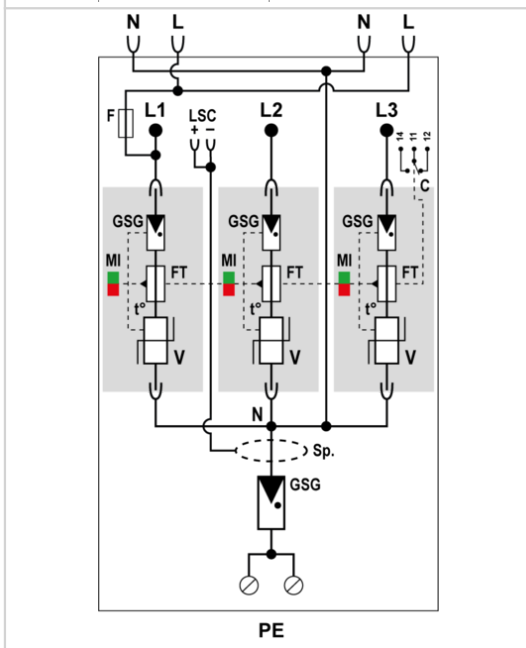 N L N L
F L1 LSC L2 L3
+ −
14 11 12
C
GSG GSG GSG
MI FT MI FT MI FT
t° t° t°
V V V
N
Sp.
GSG
PE